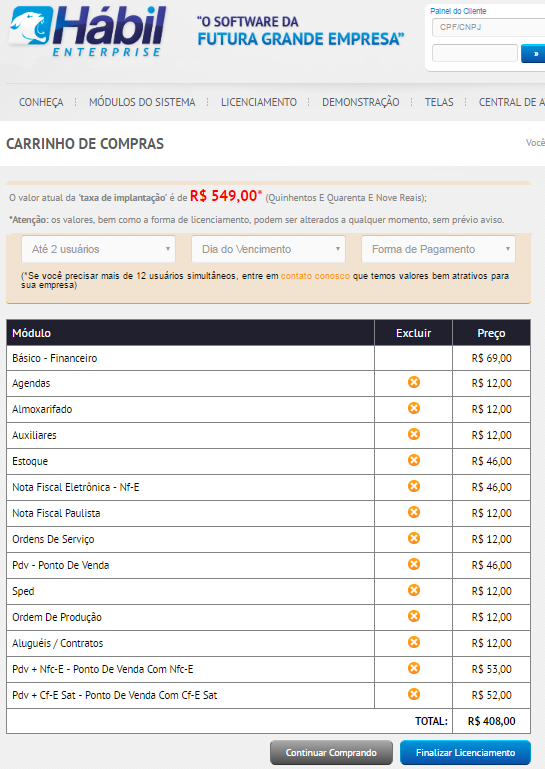 Hábil
ENTERPRISE
"O SOFTWARE DA
FUTURA GRANDE EMPRESA"
Painel do Cliente
CPF/CNPJ
»
CONHEÇA
MÓDULOS DO SISTEMA
LICENCIAMENTO
DEMONSTRAÇÃO
TELAS
CENTRAL DE A
CARRINHO DE COMPRAS
Você
O valor atual da 'taxa de implantação' é de R$ 549,00* (Quinhentos E Quarenta E Nove Reais);
*Atenção: os valores, bem como a forma de licenciamento, podem ser alterados a qualquer momento, sem prévio aviso.
Até 2 usuários
Dia do Vencimento
Forma de Pagamento
(*Se você precisar mais de 12 usuários simultâneos, entre em contato conosco que temos valores bem atrativos para
sua empresa)
Módulo Excluir Preço
Básico - Financeiro R$ 69,00
Agendas R$ 12,00
Almoxarifado R$ 12,00
Auxiliares R$ 12,00
Estoque R$ 46,00
Nota Fiscal Eletrônica - Nf-E R$ 46,00
Nota Fiscal Paulista R$ 12,00
Ordens De Serviço R$ 12,00
Pdv - Ponto De Venda R$ 46,00
Sped R$ 12,00
Ordem De Produção R$ 12,00
Aluguéis / Contratos R$ 12,00
Pdv + Nfc-E - Ponto De Venda Com Nfc-E R$ 53,00
Pdv + Cf-E Sat - Ponto De Venda Com Cf-E Sat R$ 52,00
TOTAL: R$ 408,00
Continuar Comprando
Finalizar Licenciamento